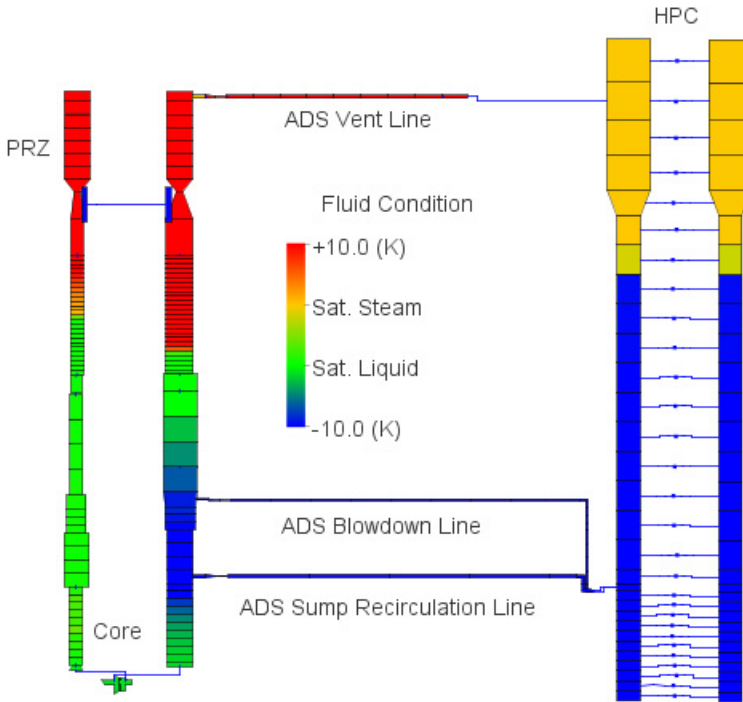 HPC
ADS Vent Line
PRZ
Fluid Condition
+10.0 (K)
Sat. Steam
Sat. Liquid
-10.0 (K)
ADS Blowdown Line
ADS Sump Recirculation Line
Core